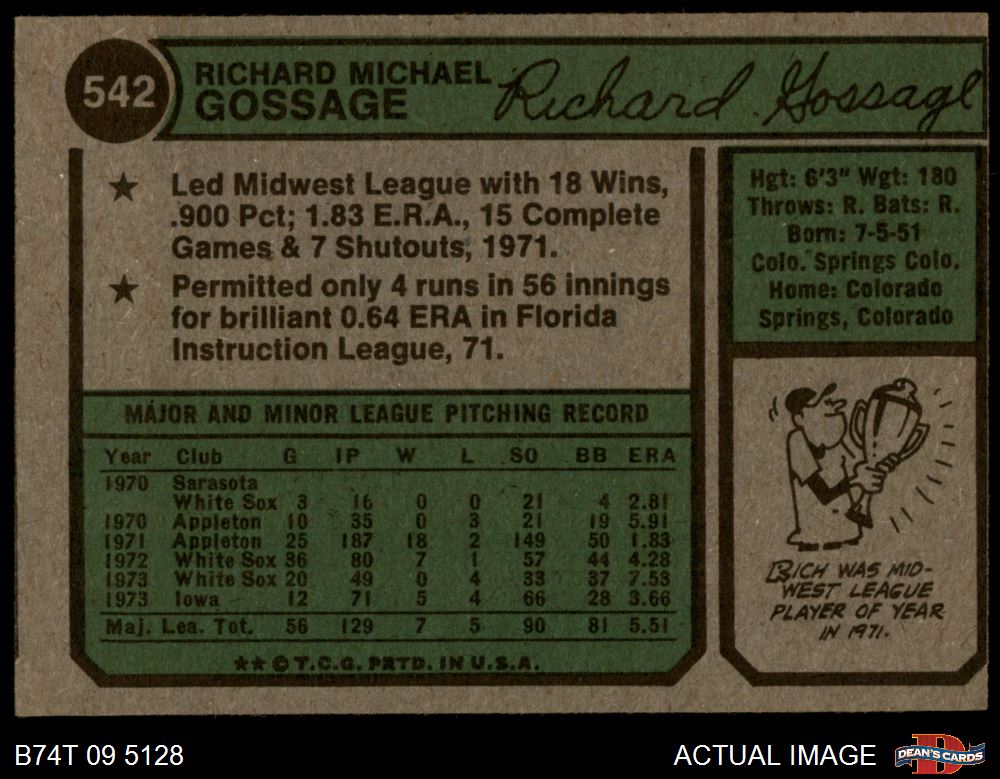 542
RICHARD MICHAEL
GOSSAGE
Richard Gossage
★ Led Midwest League with 18 Wins,
.900 Pct; 1.83 E.R.A., 15 Complete
Games & 7 Shutouts, 1971.
★ Permitted only 4 runs in 56 innings
for brilliant 0.64 ERA in Florida
Instruction League, 71.
Hgt: 6'3" Wgt: 180
Throws: R. Bats: R.
Born: 7-5-51
Colo. Springs Colo.
Home: Colorado
Springs, Colorado
MAJOR AND MINOR LEAGUE PITCHING RECORD
Year Club G IP W L SO BB ERA
1970 Sarasota
White Sox 3 16 0 0 21 4 2.81
1970 Appleton 10 35 0 3 21 19 5.91
1971 Appleton 25 187 18 2 149 50 1.83
1972 White Sox 36 80 7 1 57 44 4.28
1973 White Sox 20 49 0 4 33 37 7.53
1973 Iowa 12 71 5 4 66 28 3.66
Maj. Lea. Tot. 56 129 7 5 90 81 5.51
★★ © T.C.G. PRTD. IN U.S.A.
RICH WAS MID-
WEST LEAGUE
PLAYER OF YEAR
IN 1971.
B74T 09 5128
ACTUAL IMAGE
D
DEAN'S CARDS